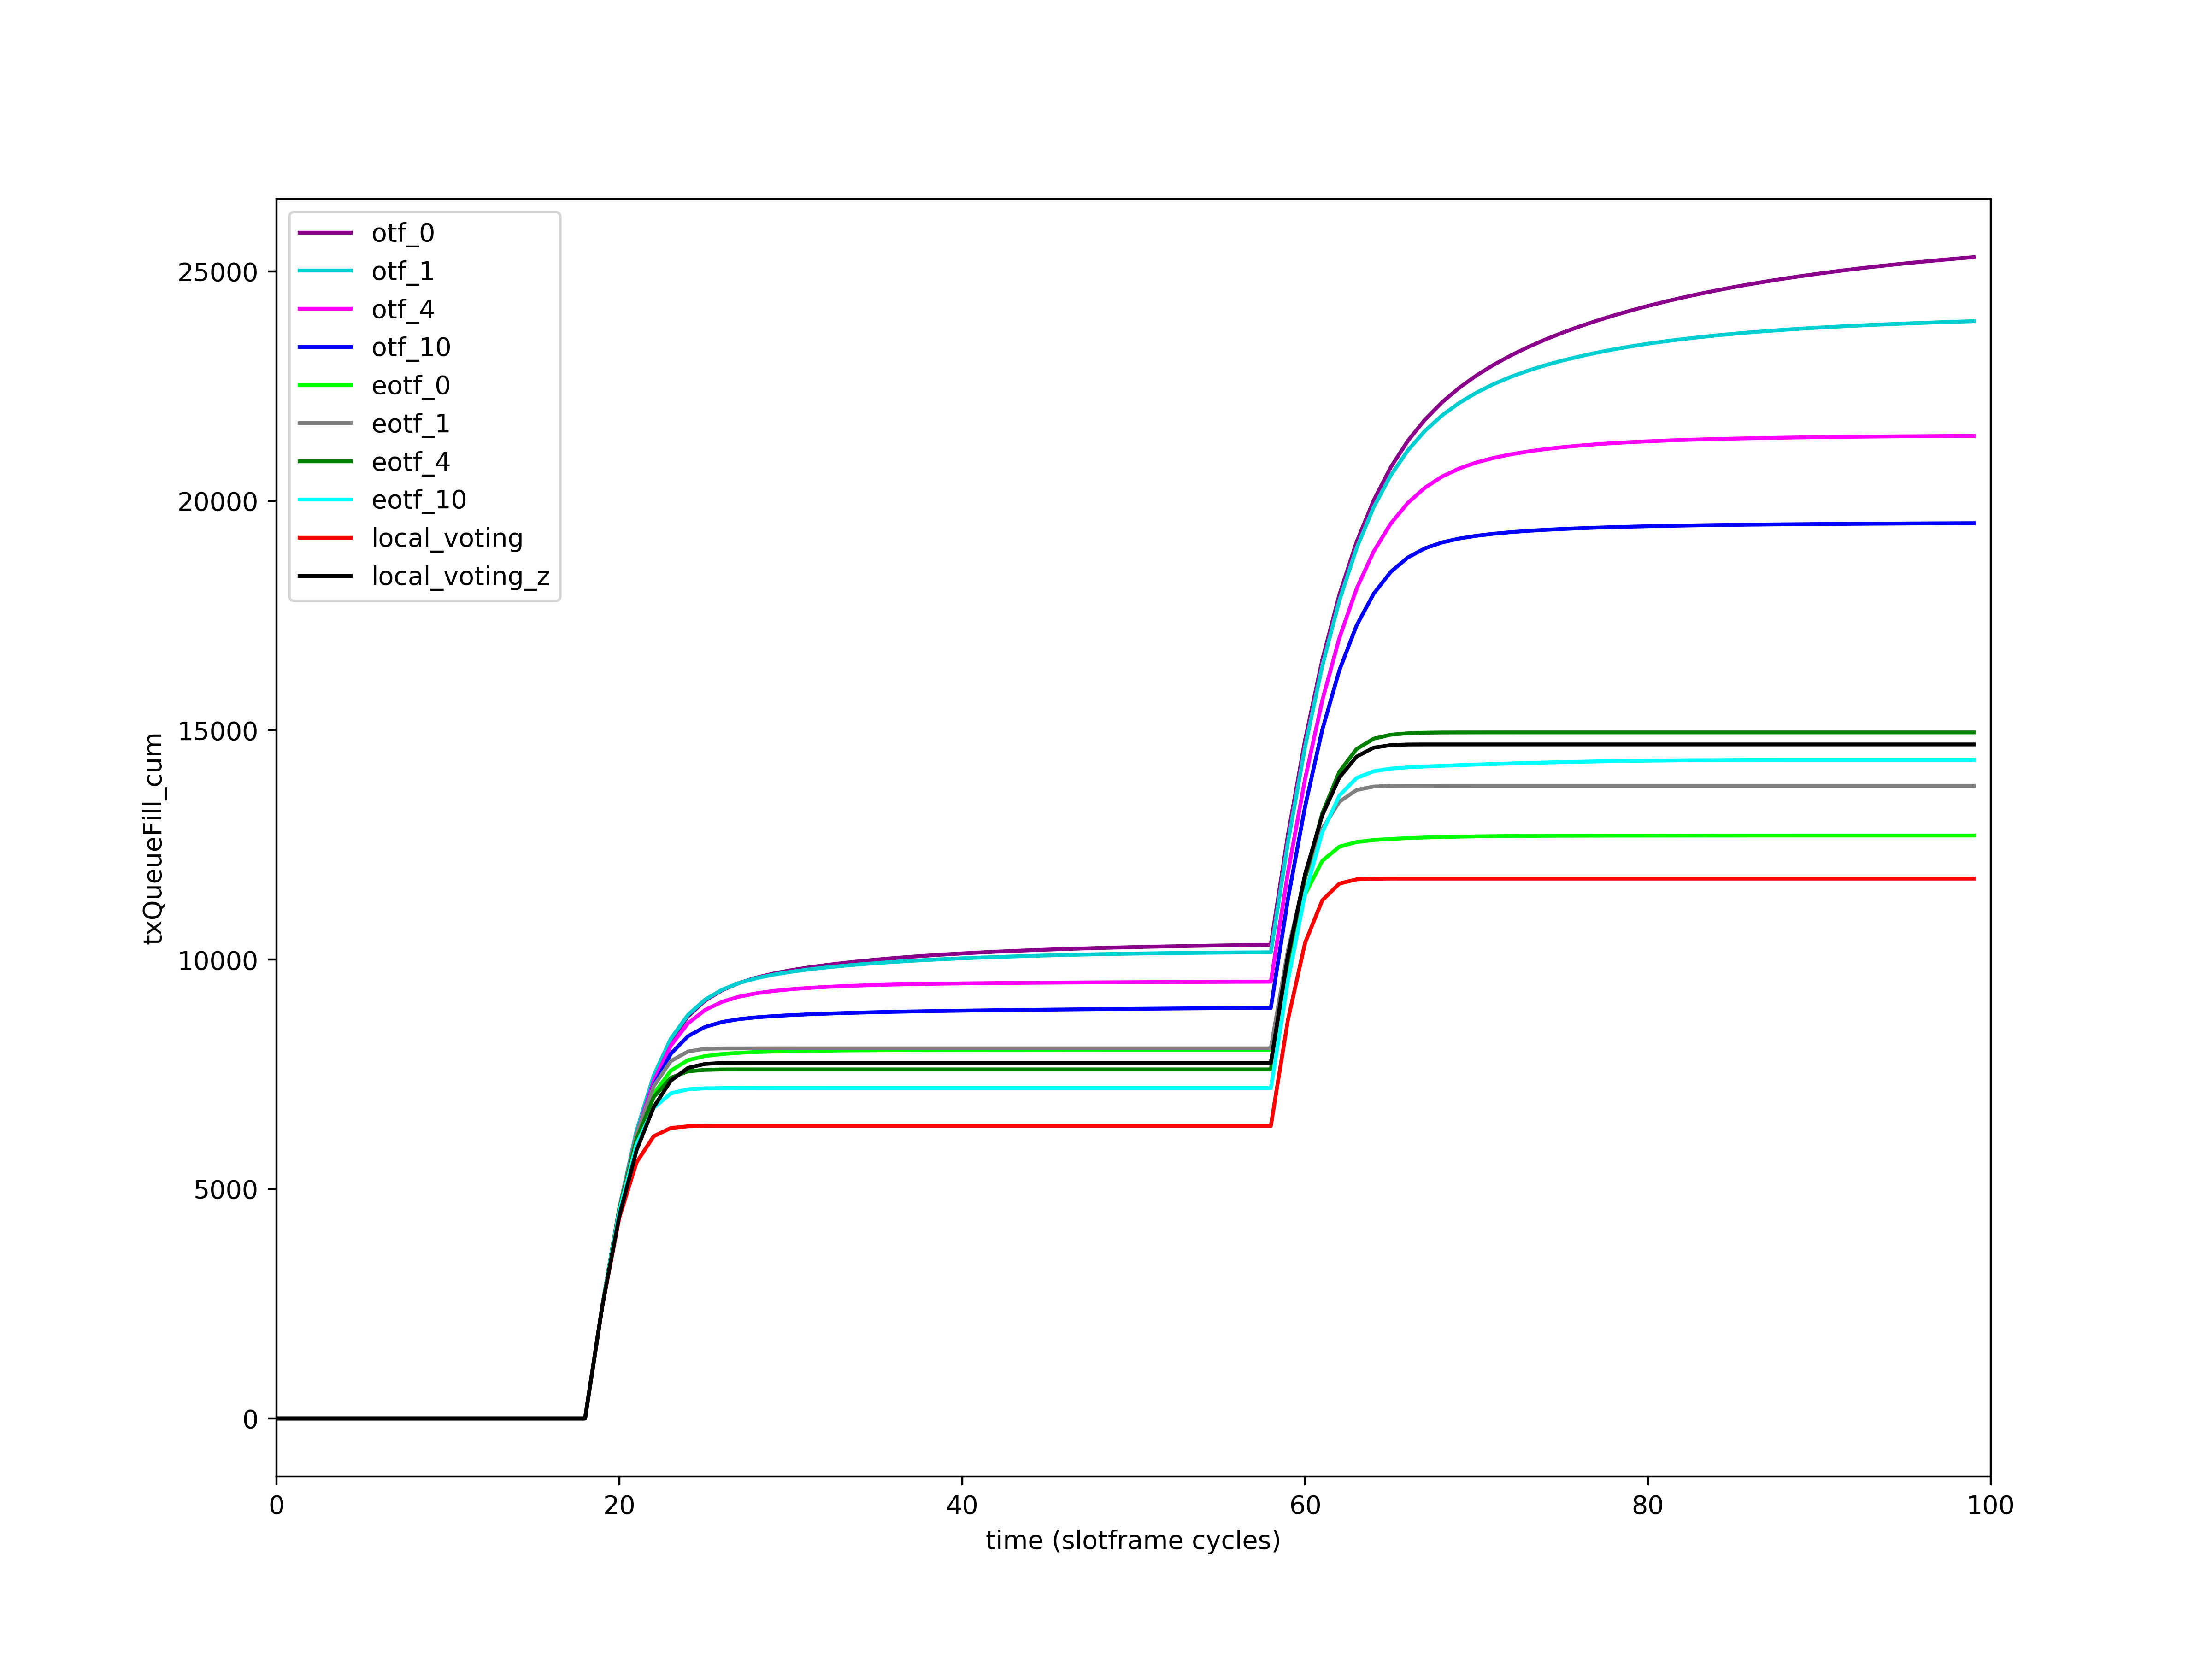 otf_0
otf_1
otf_4
otf_10
eotf_0
eotf_1
eotf_4
eotf_10
local_voting
local_voting_z
25000
20000
15000
10000
5000
0
txQueueFill_cum
0 20 40 60 80 100
time (slotframe cycles)